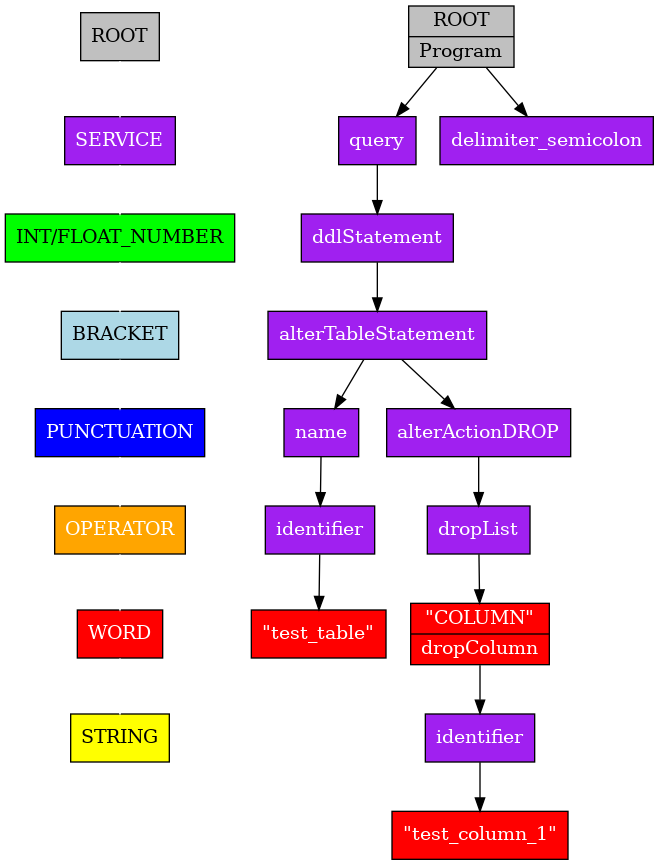 ROOT
ROOT
Program
SERVICE
query
delimiter_semicolon
INT/FLOAT_NUMBER
ddlStatement
BRACKET
alterTableStatement
PUNCTUATION
name
alterActionDROP
OPERATOR
identifier
dropList
WORD
"test_table"
"COLUMN"
dropColumn
STRING
identifier
"test_column_1"